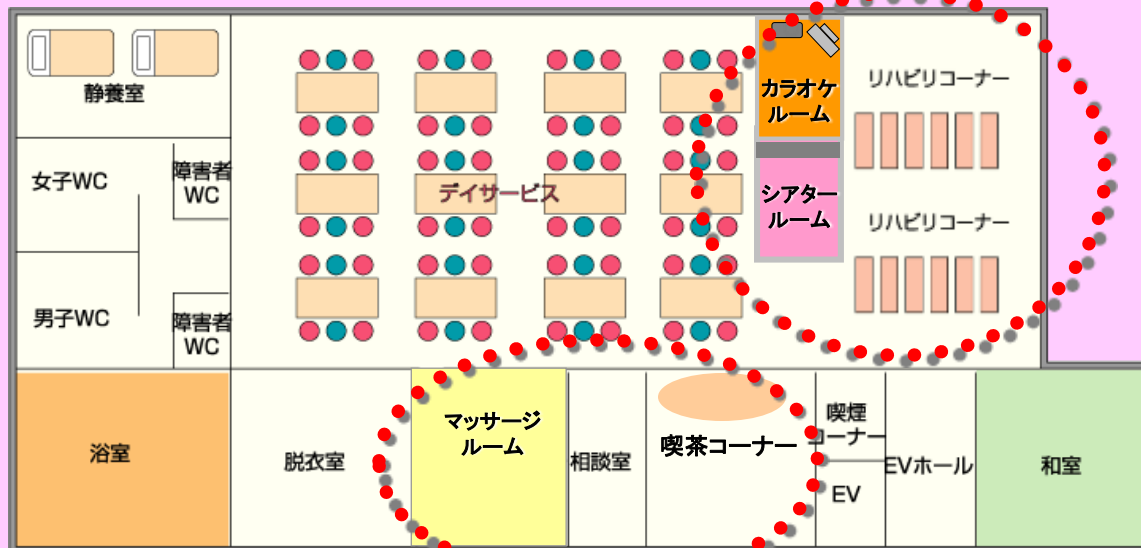 静養室
カラオケ
ルーム
リハビリコーナー
女子WC
障害者
WC
デイサービス
シアター
ルーム
リハビリコーナー
男子WC
障害者
WC
浴室
脱衣室
マッサージ
ルーム
相談室
喫茶コーナー
喫煙
コーナー
EV
EVホール
和室